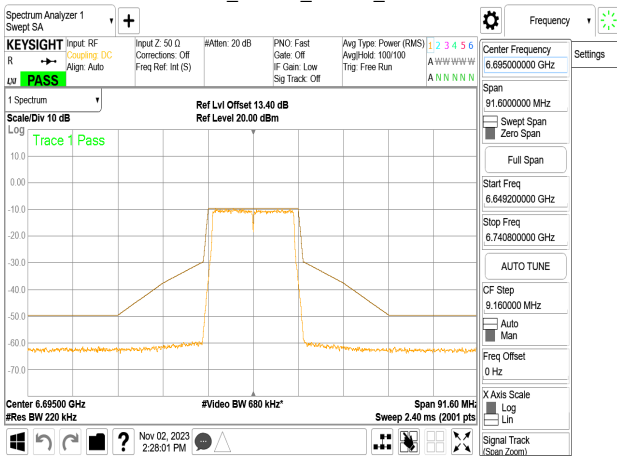 Spectrum Analyzer 1
Swept SA
+
Frequency
KEYSIGHT
R
LXI
PASS
Input: RF
Coupling: DC
Align: Auto
Input Z: 50 Ω
Corrections: Off
Freq Ref: Int (S)
#Atten: 20 dB
PNO: Fast
Gate: Off
IF Gain: Low
Sig Track: Off
Avg Type: Power (RMS)
Avg|Hold: 100/100
Trig: Free Run
1 2 3 4 5 6
A W W W W W
A N N N N N
1 Spectrum
Scale/Div 10 dB
Ref Lvl Offset 13.40 dB
Ref Level 20.00 dBm
Log
Trace 1 Pass
10.0
0.00
-10.0
-20.0
-30.0
-40.0
-50.0
-60.0
-70.0
Center 6.69500 GHz
#Video BW 680 kHz*
Span 91.60 MHz
#Res BW 220 kHz
Sweep 2.40 ms (2001 pts
?
Nov 02, 2023
2:28:01 PM
Center Frequency
6.695000000 GHz
Settings
Span
91.6000000 MHz
Swept Span
Zero Span
Full Span
Start Freq
6.649200000 GHz
Stop Freq
6.740800000 GHz
AUTO TUNE
CF Step
9.160000 MHz
Auto
Man
Freq Offset
0 Hz
X Axis Scale
Log
Lin
Signal Track
(Span Zoom)